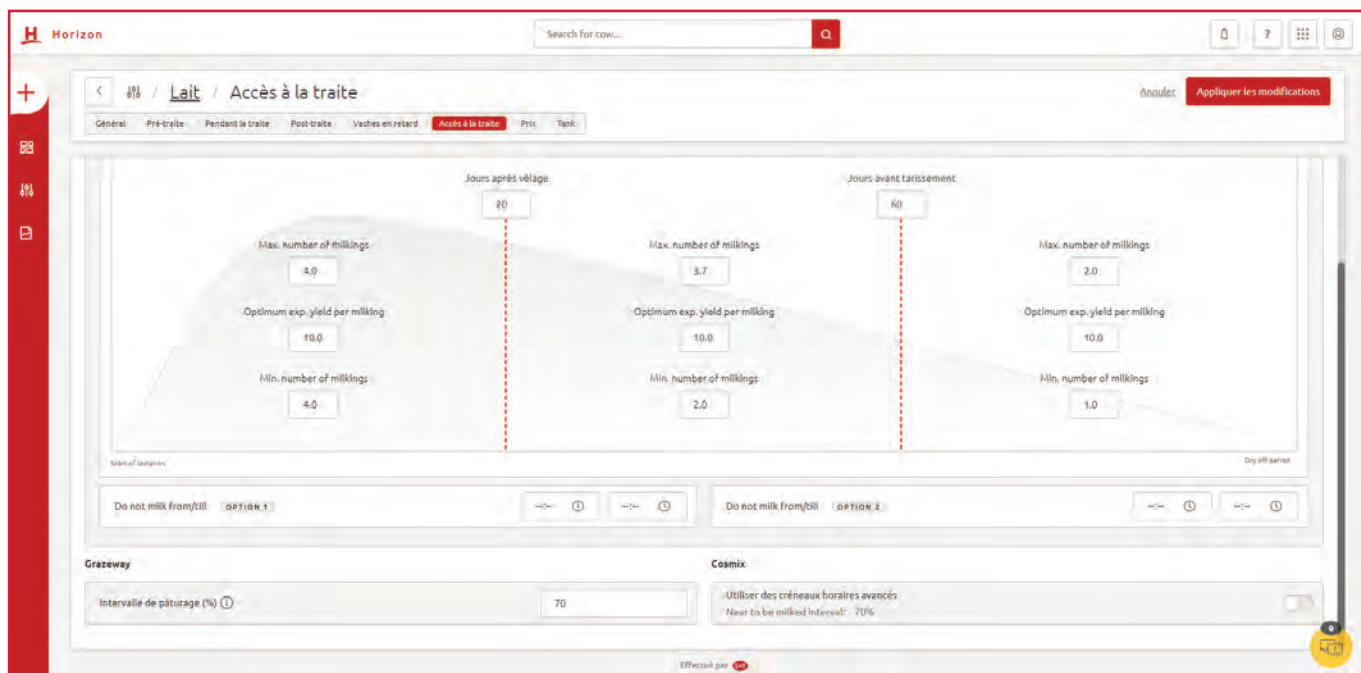 Horizon
Search for cow...
?
/ Lait / Accès à la traite
Annuler
Appliquer les modifications
Général Pré-traite Pendant la traite Post-traite Vaches en retard Accès à la traite Prix Tank
Jours après vêlage Jours avant tarissement
20 60
Max. number of milkings Max. number of milkings Max. number of milkings
4.0 3.7 2.0
Optimum exp. yield per milking Optimum exp. yield per milking Optimum exp. yield per milking
10.0 10.0 10.0
Min. number of milkings Min. number of milkings Min. number of milkings
4.0 2.0 1.0
Start of lactation Dry off period
Do not milk from/till OPTION 1 --:-- --:-- Do not milk from/till OPTION 2 --:-- --:--
Grazeway Cosmix
Intervalle de pâturage (%) 70 Utiliser des créneaux horaires avancés
Near to be milked interval: 70%
Effectué par